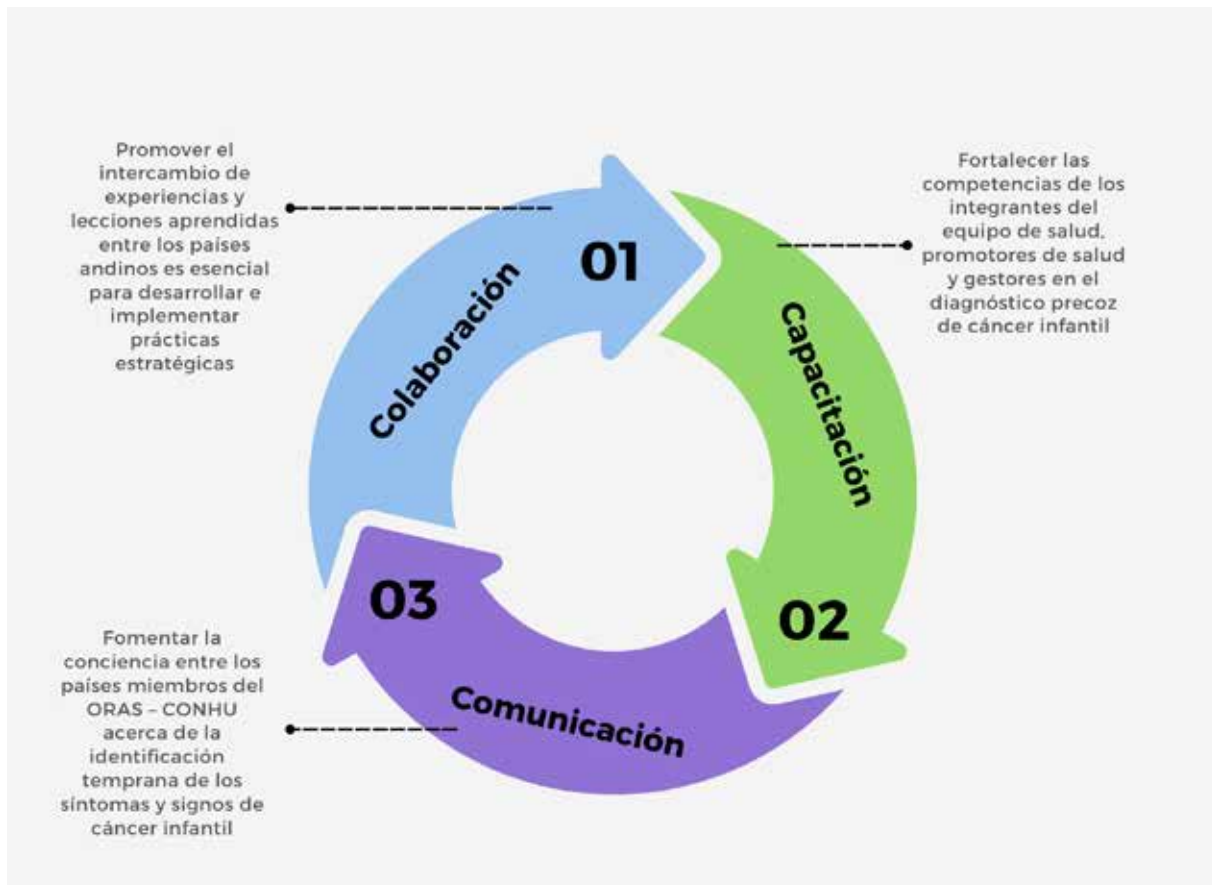 Promover el
intercambio de
experiencias y
lecciones aprendidas
entre los países
andinos es esencial
para desarrollar e
implementar
prácticas
estratégicas
01
Colaboración
Fortalecer las
competencias de los
integrantes del
equipo de salud,
promotores de salud
y gestores en el
diagnóstico precoz
de cáncer infantil
Capacitación
02
03
Comunicación
Fomentar la
conciencia entre los
países miembros del
ORAS – CONHU
acerca de la
identificación
temprana de los
síntomas y signos de
cáncer infantil